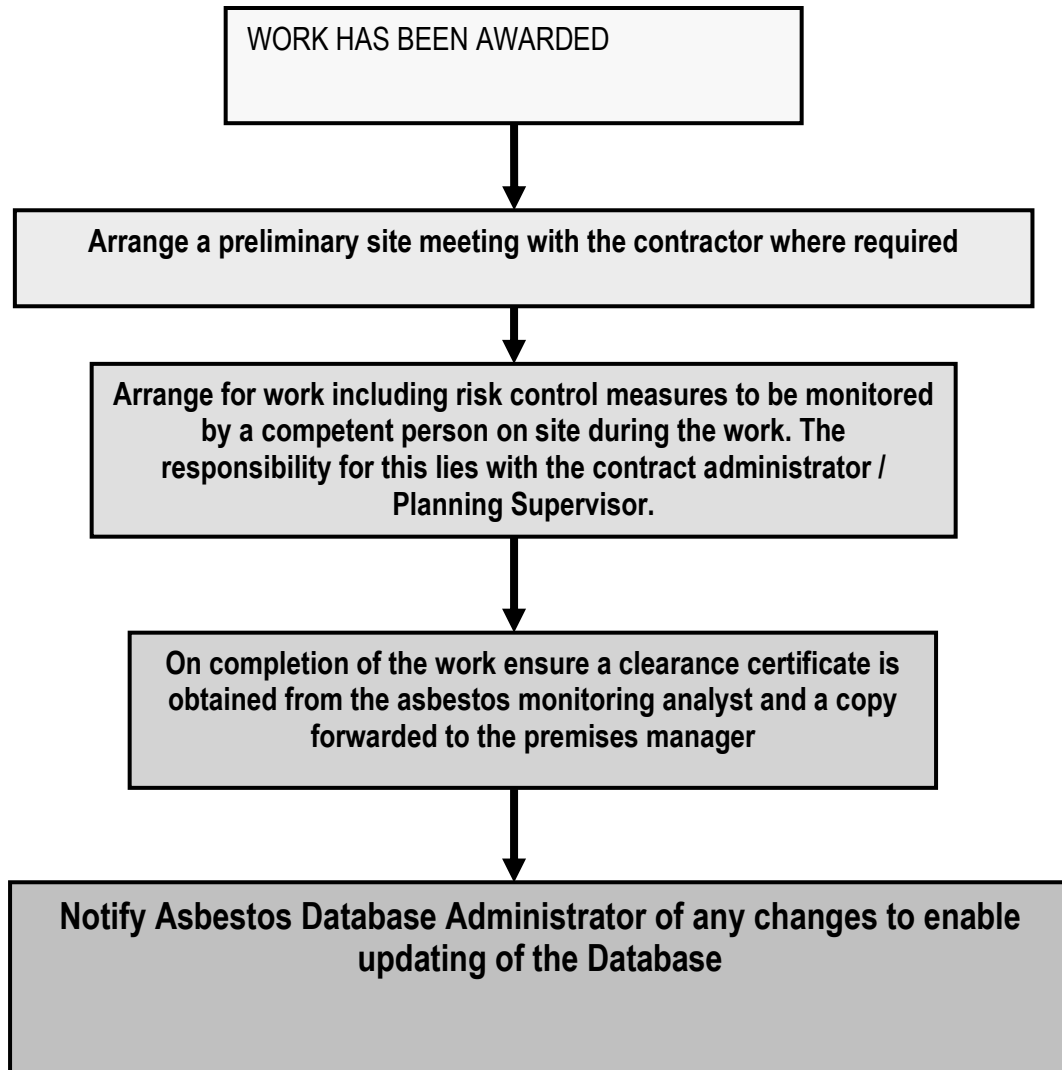 WORK HAS BEEN AWARDED
Arrange a preliminary site meeting with the contractor where required
Arrange for work including risk control measures to be monitored
by a competent person on site during the work. The
responsibility for this lies with the contract administrator /
Planning Supervisor.
On completion of the work ensure a clearance certificate is
obtained from the asbestos monitoring analyst and a copy
forwarded to the premises manager
Notify Asbestos Database Administrator of any changes to enable
updating of the Database